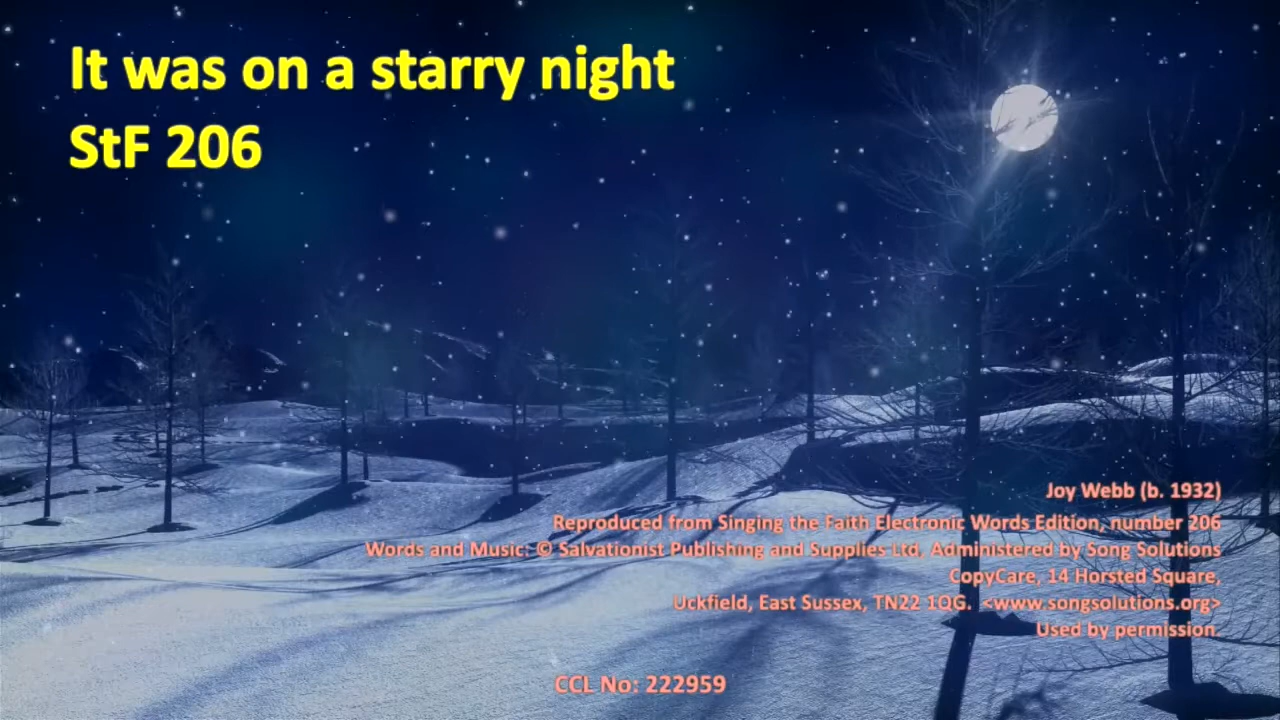 It was on a starry night
StF 206
Joy Webb (b. 1932)
Reproduced from Singing the Faith Electronic Words Edition, number 206
Words and Music: © Salvationist Publishing and Supplies Ltd. Administered by Song Solutions
CopyCare, 14 Horsted Square,
Uckfield, East Sussex, TN22 1QG. <www.songsolutions.org>
Used by permission.
CCL No: 222959